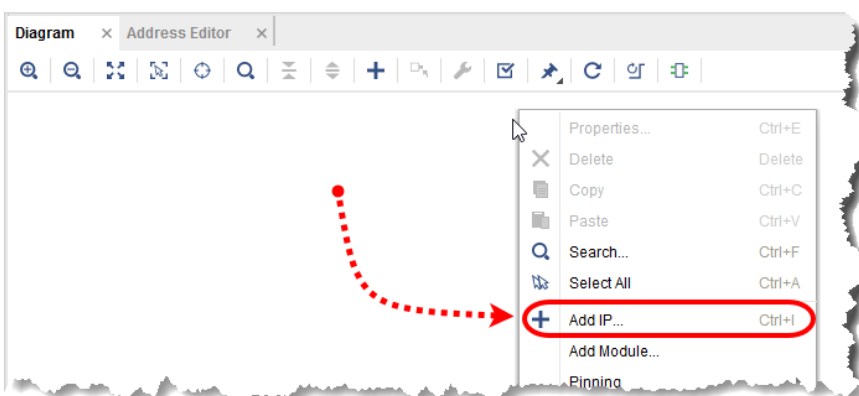 Diagram × Address Editor ×
Properties... Ctrl+E
Delete Delete
Copy Ctrl+C
Paste Ctrl+V
Search... Ctrl+F
Select All Ctrl+A
Add IP... Ctrl+I
Add Module...
Pinning